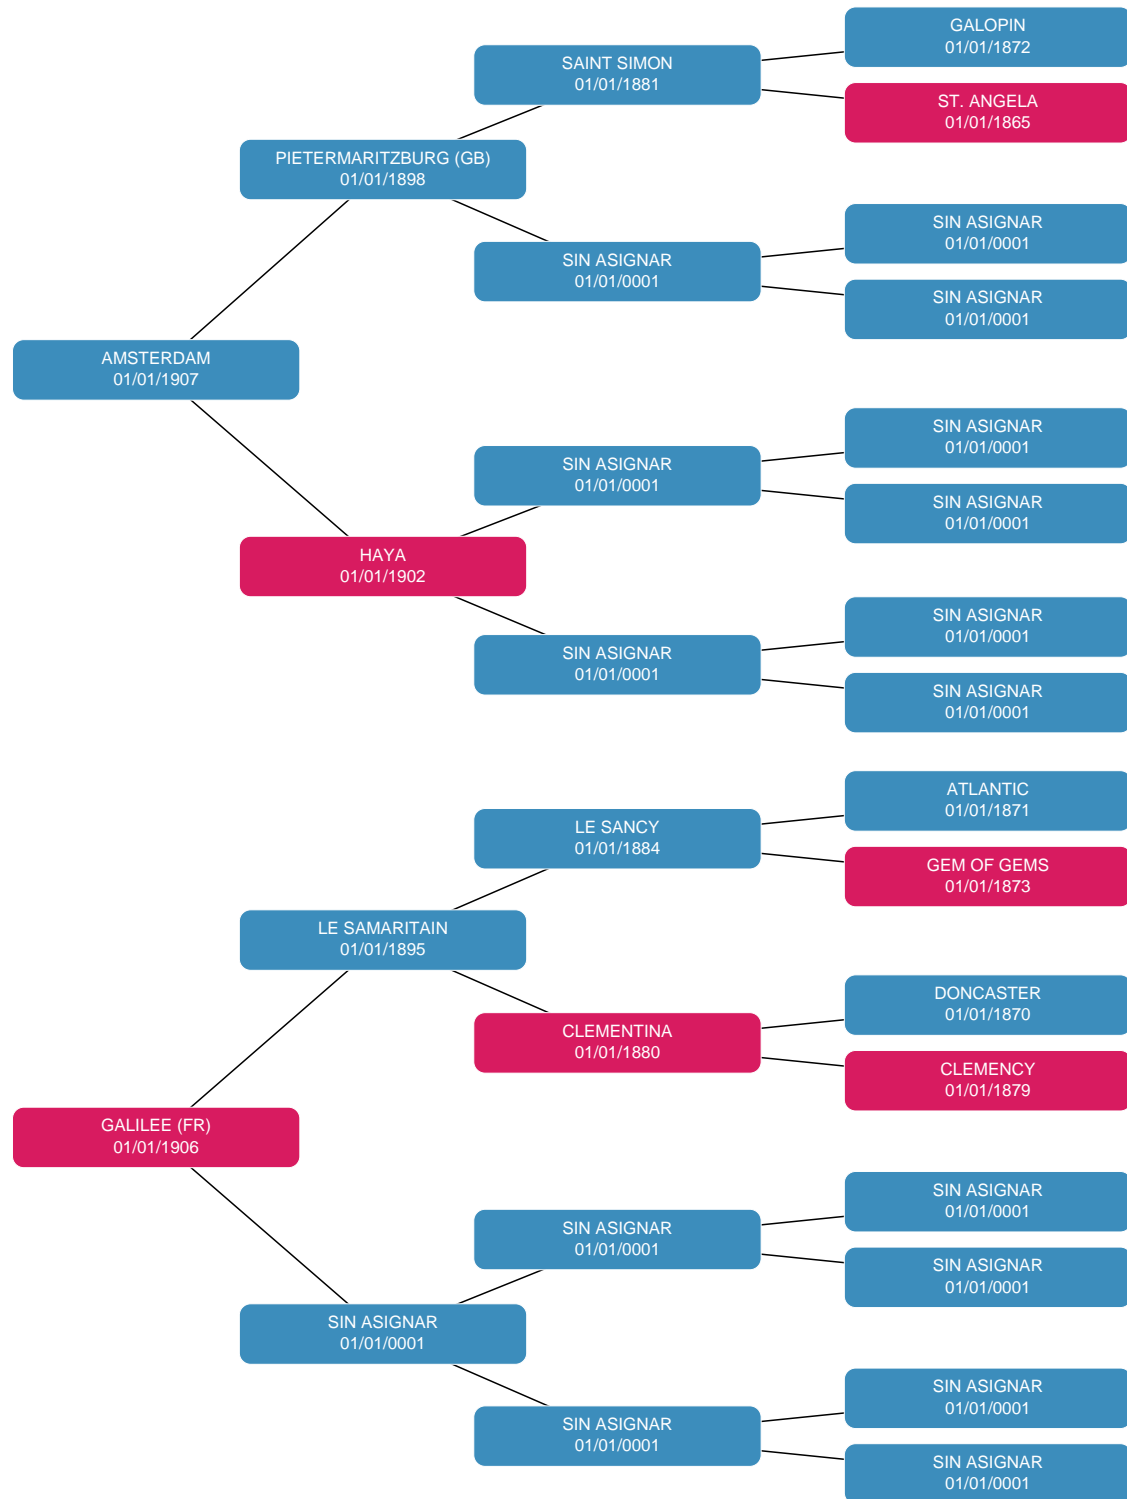 GALOPIN
01/01/1872
SAINT SIMON
01/01/1881
ST. ANGELA
01/01/1865
PIETERMARITZBURG (GB)
01/01/1898
SIN ASIGNAR
01/01/0001
SIN ASIGNAR
01/01/0001
SIN ASIGNAR
01/01/0001
AMSTERDAM
01/01/1907
SIN ASIGNAR
01/01/0001
SIN ASIGNAR
01/01/0001
SIN ASIGNAR
01/01/0001
HAYA
01/01/1902
SIN ASIGNAR
01/01/0001
SIN ASIGNAR
01/01/0001
SIN ASIGNAR
01/01/0001
ATLANTIC
01/01/1871
LE SANCY
01/01/1884
GEM OF GEMS
01/01/1873
LE SAMARITAIN
01/01/1895
DONCASTER
01/01/1870
CLEMENTINA
01/01/1880
CLEMENCY
01/01/1879
GALILEE (FR)
01/01/1906
SIN ASIGNAR
01/01/0001
SIN ASIGNAR
01/01/0001
SIN ASIGNAR
01/01/0001
SIN ASIGNAR
01/01/0001
SIN ASIGNAR
01/01/0001
SIN ASIGNAR
01/01/0001
SIN ASIGNAR
01/01/0001